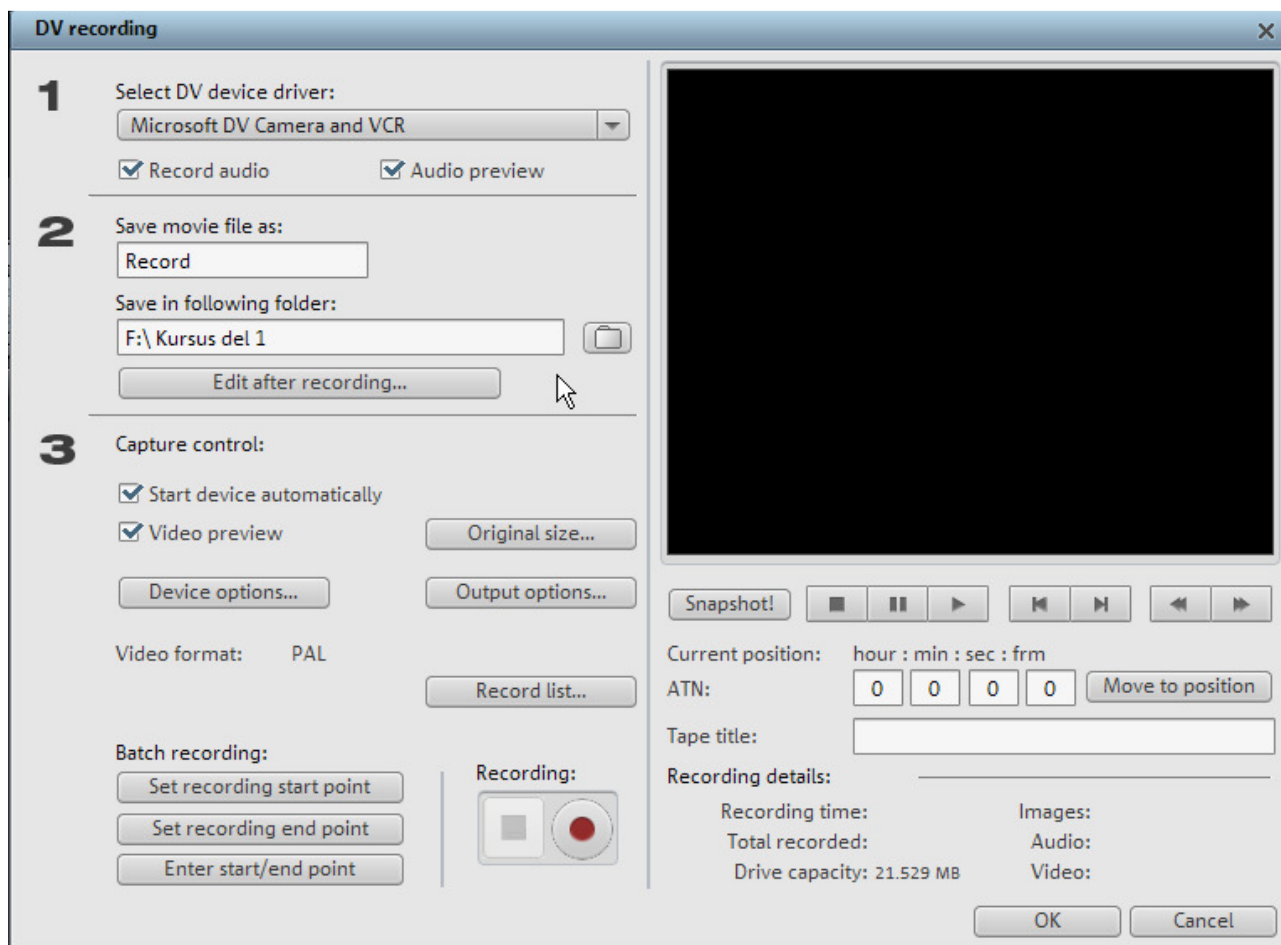 DV recording
1
Select DV device driver:
Microsoft DV Camera and VCR
Record audio
Audio preview
2
Save movie file as:
Record
Save in following folder:
F:\ Kursus del 1
Edit after recording...
3
Capture control:
Start device automatically
Video preview
Original size...
Device options...
Output options...
Video format: PAL
Record list...
Batch recording:
Set recording start point
Set recording end point
Enter start/end point
Recording:
Snapshot!
Current position: hour : min : sec : frm
ATN: 0 0 0 0 Move to position
Tape title:
Recording details:
Recording time: Images:
Total recorded: Audio:
Drive capacity: 21.529 MB Video:
OK Cancel